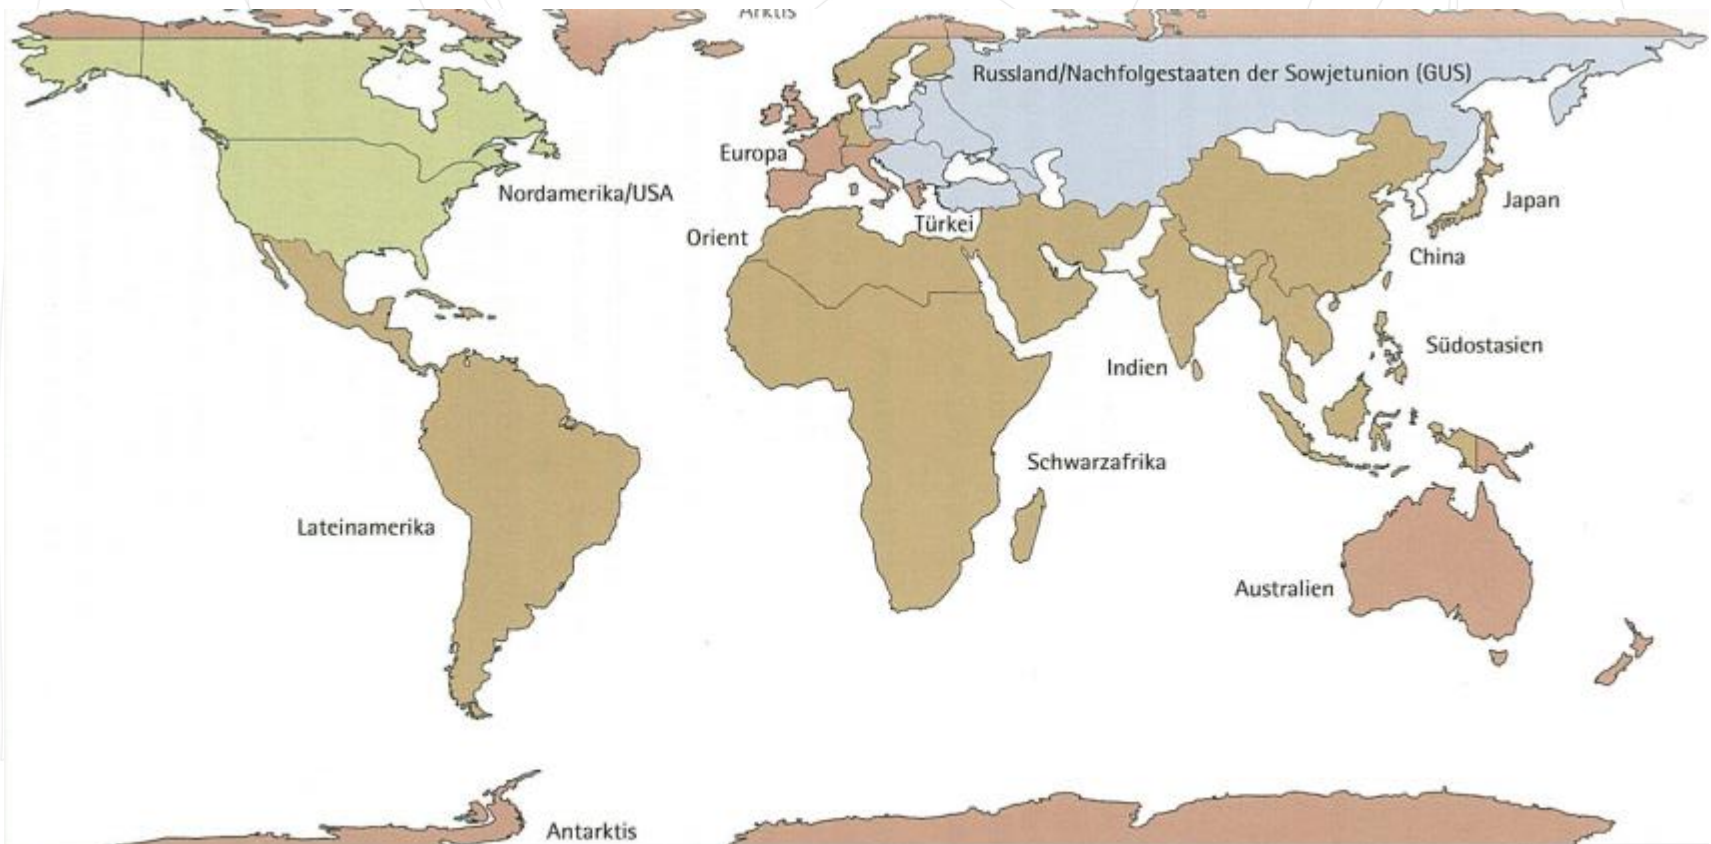 Arktis
Russland/Nachfolgestaaten der Sowjetunion (GUS)
Europa
Nordamerika/USA
Japan
Türkei
Orient
China
Südostasien
Indien
Schwarzafrika
Lateinamerika
Australien
Antarktis